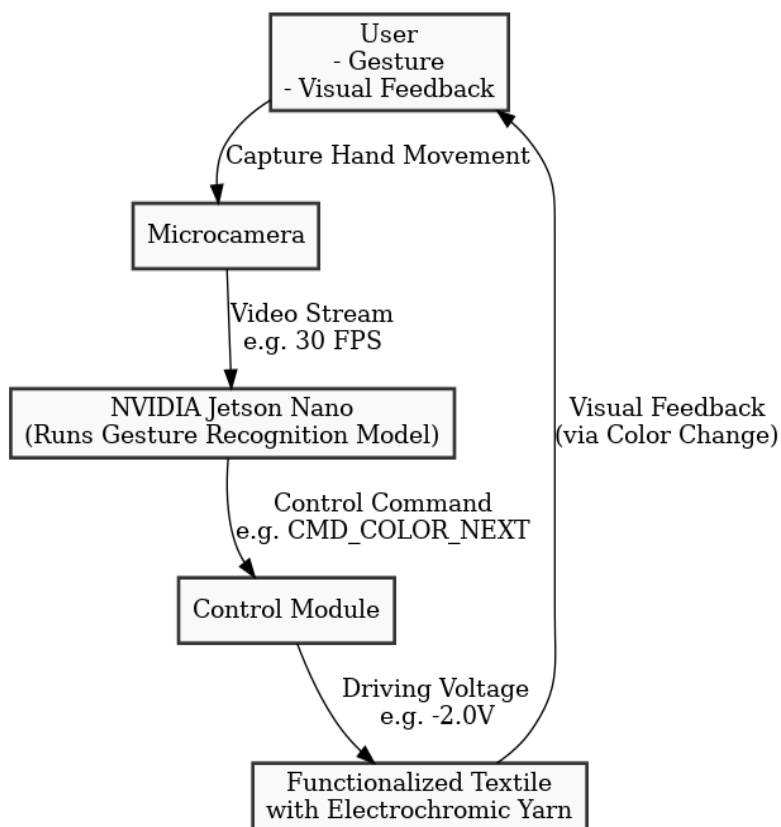 User
- Gesture
- Visual Feedback
Capture Hand Movement
Microcamera
Video Stream
e.g. 30 FPS
NVIDIA Jetson Nano
(Runs Gesture Recognition Model)
Visual Feedback
(via Color Change)
Control Command
e.g. CMD_COLOR_NEXT
Control Module
Driving Voltage
e.g. -2.0V
Functionalized Textile
with Electrochromic Yarn